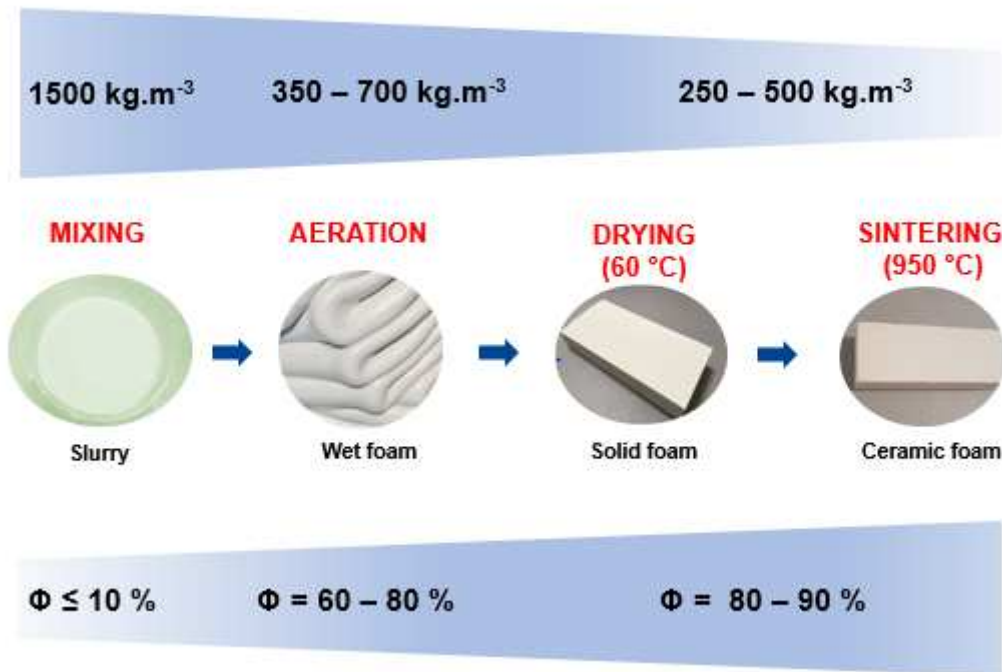 1500 kg.m⁻³
350 – 700 kg.m⁻³
250 – 500 kg.m⁻³
MIXING
AERATION
DRYING
(60 °C)
SINTERING
(950 °C)
Slurry
Wet foam
Solid foam
Ceramic foam
Φ ≤ 10 %
Φ = 60 – 80 %
Φ = 80 – 90 %